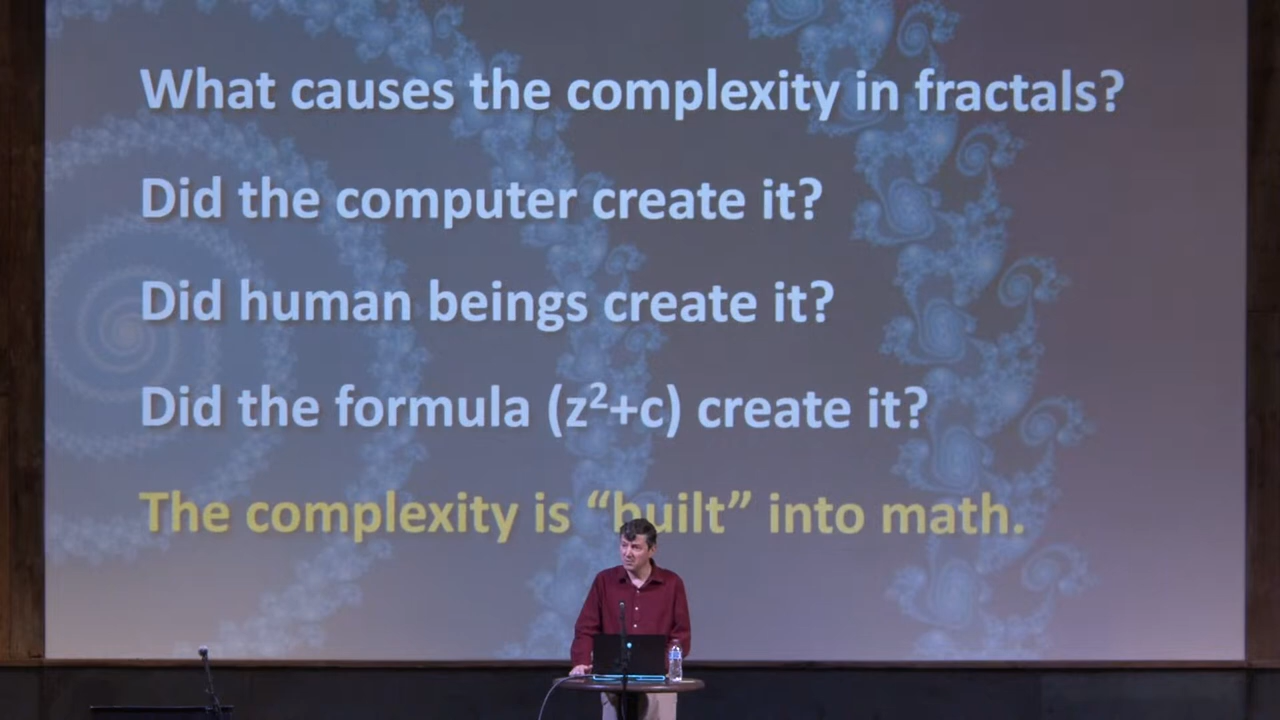 What causes the complexity in fractals?
Did the computer create it?
Did human beings create it?
Did the formula (z²+c) create it?
The complexity is “built” into math.